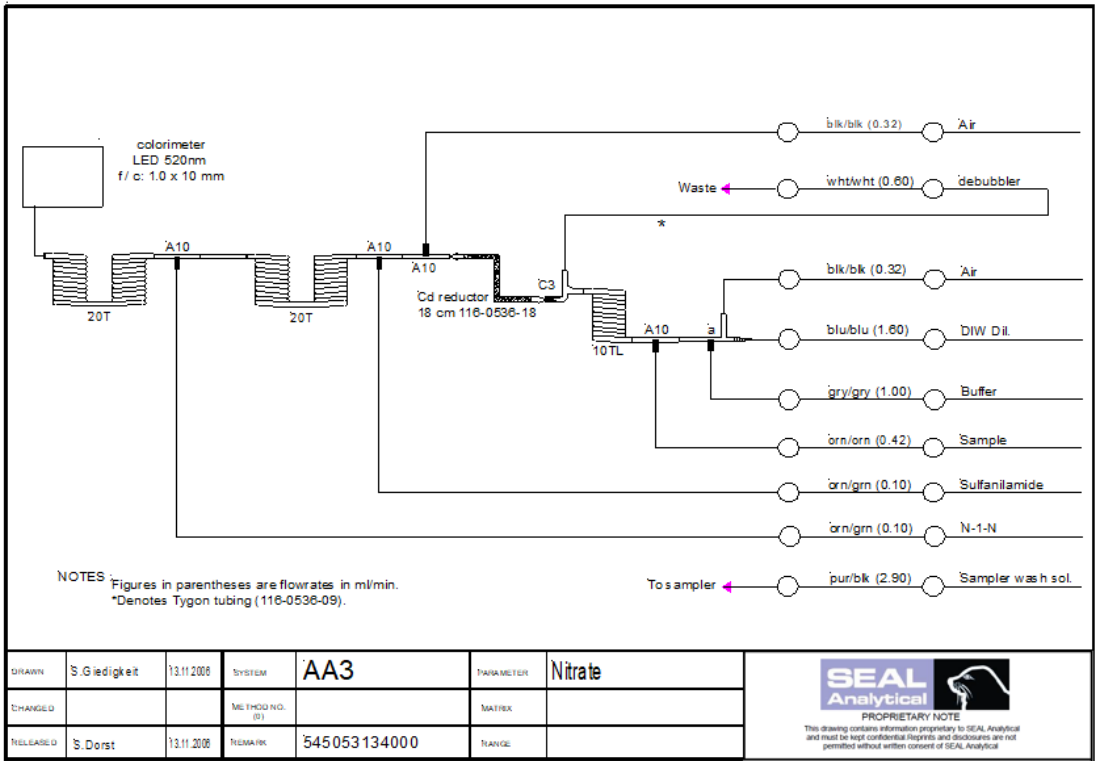 colorimeter
LED 520nm
f / c: 1.0 x 10 mm
blk/blk (0.32) Air
Waste wht/wht (0.60) debubbler
*
A10 A10
A10
blk/blk (0.32) Air
C3
Cd reductor
18 cm 116-0536-18
20T 20T
A10 a
blu/blu (1.60) DIW Dil.
10TL
gry/gry (1.00) Buffer
orn/orn (0.42) Sample
orn/grn (0.10) Sulfanilamide
orn/grn (0.10) N-1-N
To sampler pur/blk (2.90) Sampler wash sol.
NOTES :
Figures in parentheses are flowrates in ml/min.
*Denotes Tygon tubing (116-0536-09).
DRAWN S.Giedigkeit 13.11.2006 SYSTEM AA3 PARAMETER Nitrate
CHANGED METHOD NO. (0) MATRIX
RELEASED S.Dorst 13.11.2006 REMARK 545053134000 RANGE
SEAL
Analytical
PROPRIETARY NOTE
This drawing contains information proprietary to SEAL Analytical
and must be kept confidential.Reprints and disclosures are not
permitted without written consent of SEAL Analytical